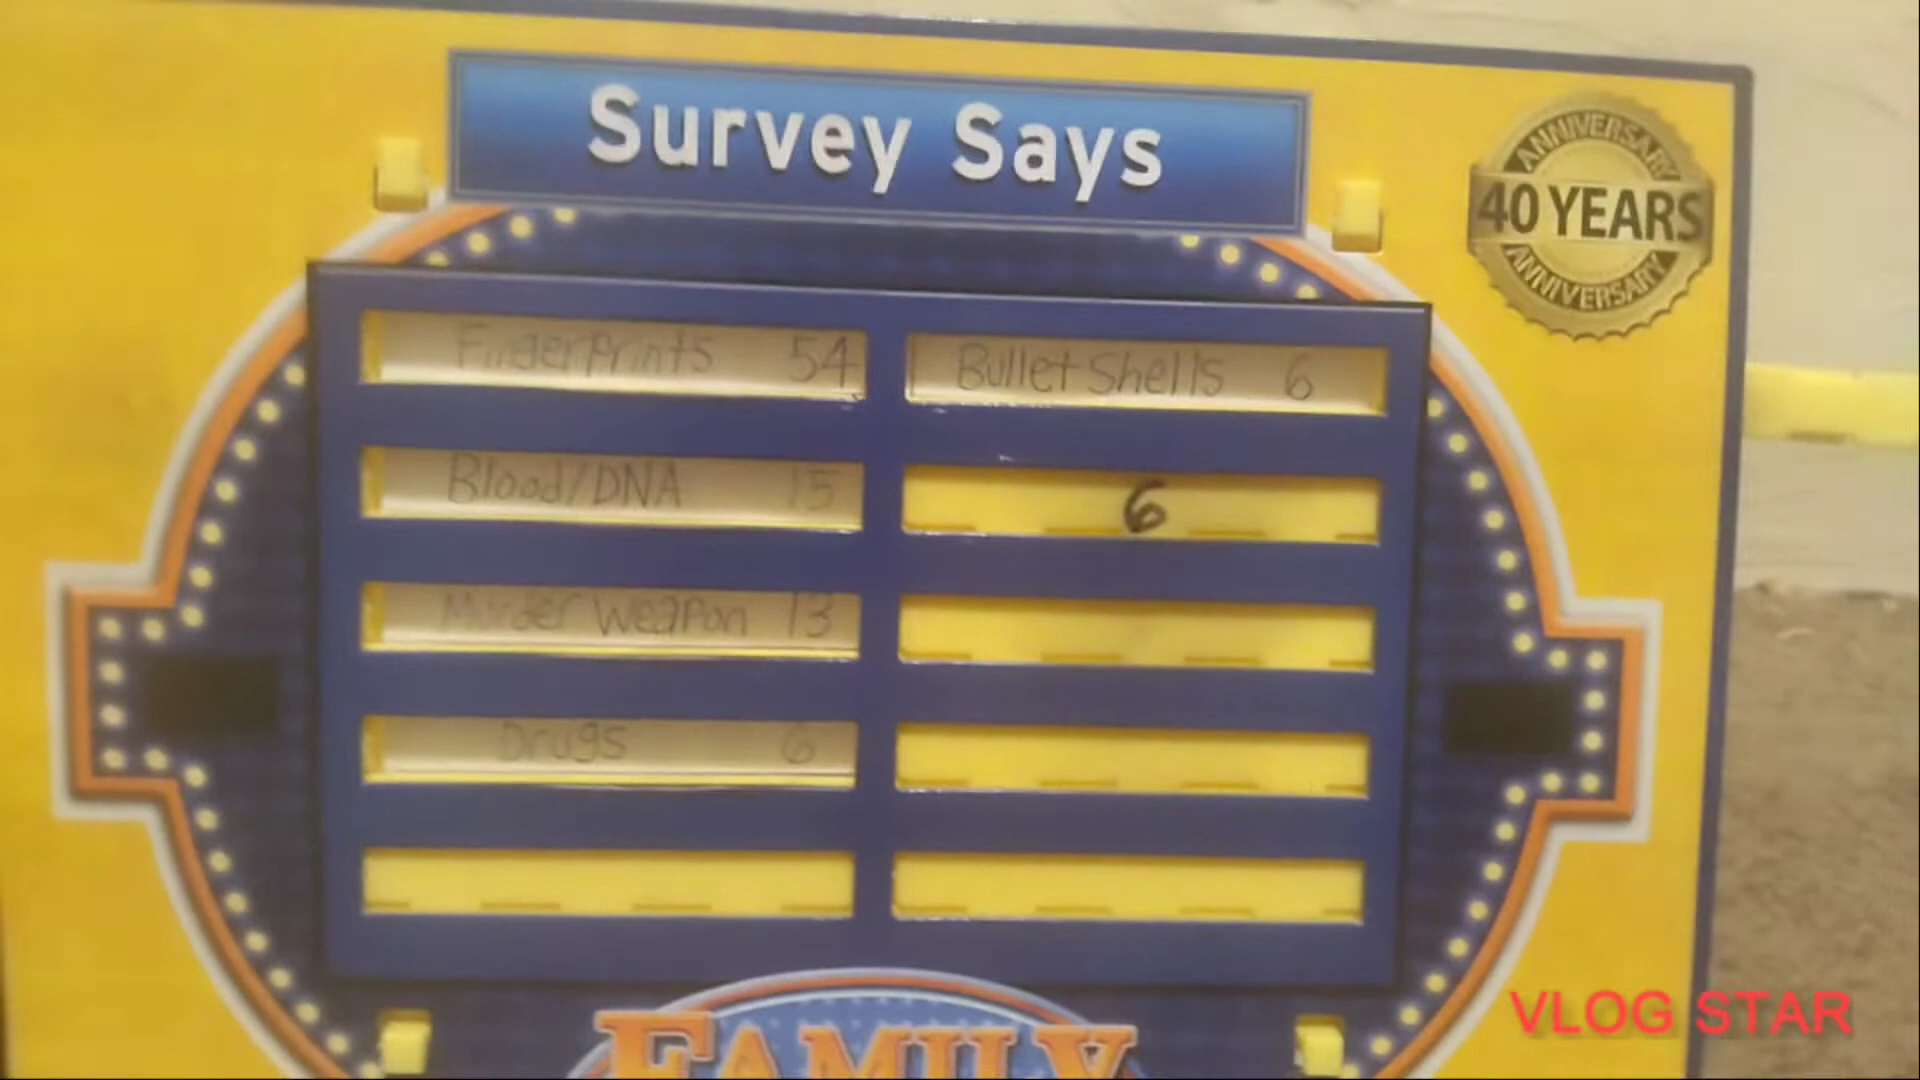 Survey Says
ANNIVERSARY
40 YEARS
ANNIVERSARY
FingerPrints 54
Blood/DNA 15
Murder Weapon 13
Drugs 6
Bullet Shells 6
6
FAMILY
VLOG STAR